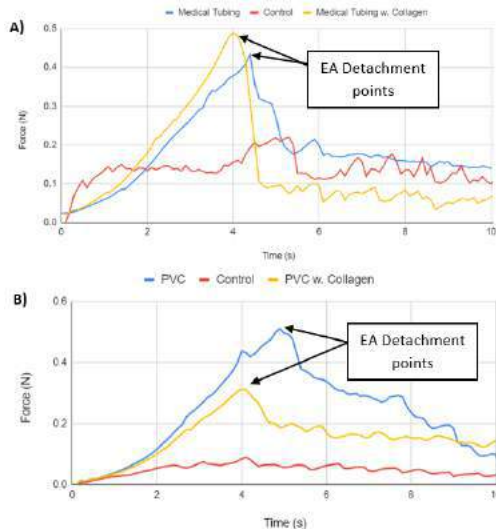 A)
Medical Tubing Control Medical Tubing w. Collagen
0.5
0.4
0.3
0.2
0.1
0.0
Force (N)
EA Detachment
points
0 2 4 6 8 10
Time (s)
B)
PVC Control PVC w. Collagen
0.6
0.4
0.2
0.0
Force (N)
EA Detachment
points
0 2 4 6 8 10
Time (s)